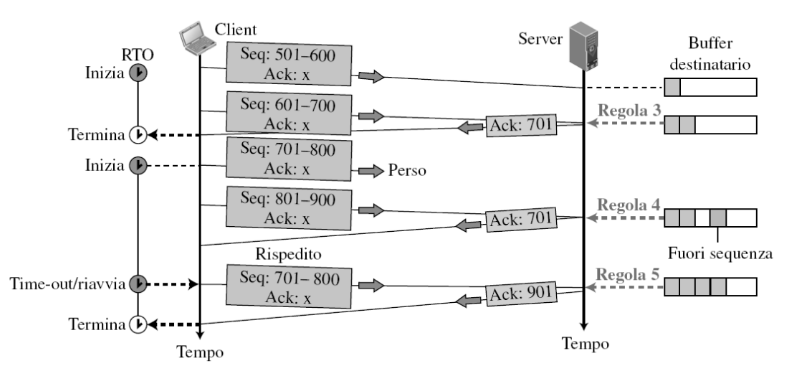 Client
Server
Buffer
destinatario
RTO
Inizia
Seq: 501–600
Ack: x
Seq: 601–700
Ack: x
Regola 3
Ack: 701
Termina
Inizia
Seq: 701–800
Ack: x
Perso
Seq: 801–900
Ack: x
Regola 4
Ack: 701
Fuori sequenza
Rispedito
Regola 5
Time-out/riavvia
Seq: 701– 800
Ack: x
Ack: 901
Termina
Tempo
Tempo